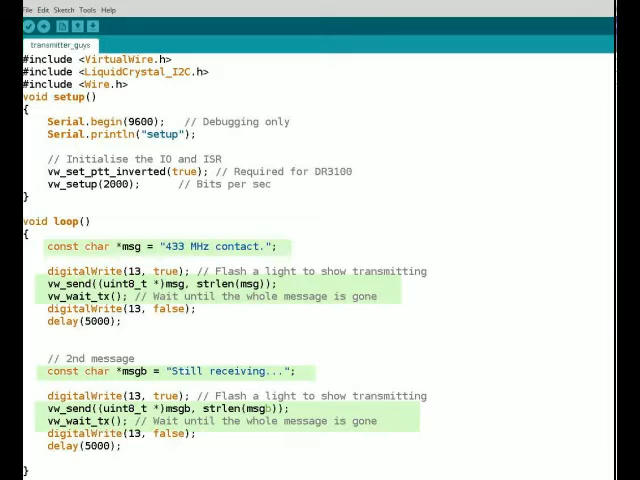 File Edit Sketch Tools Help
transmitter_guys
#include <VirtualWire.h>
#include <LiquidCrystal_I2C.h>
#include <Wire.h>
void setup()
{
Serial.begin(9600); // Debugging only
Serial.println("setup");
// Initialise the IO and ISR
vw_set_ptt_inverted(true); // Required for DR3100
vw_setup(2000); // Bits per sec
}
void loop()
{
const char *msg = "433 MHz contact.";
digitalWrite(13, true); // Flash a light to show transmitting
vw_send((uint8_t *)msg, strlen(msg));
vw_wait_tx(); // Wait until the whole message is gone
digitalWrite(13, false);
delay(5000);
// 2nd message
const char *msgb = "Still receiving...";
digitalWrite(13, true); // Flash a light to show transmitting
vw_send((uint8_t *)msgb, strlen(msgb));
vw_wait_tx(); // Wait until the whole message is gone
digitalWrite(13, false);
delay(5000);
}